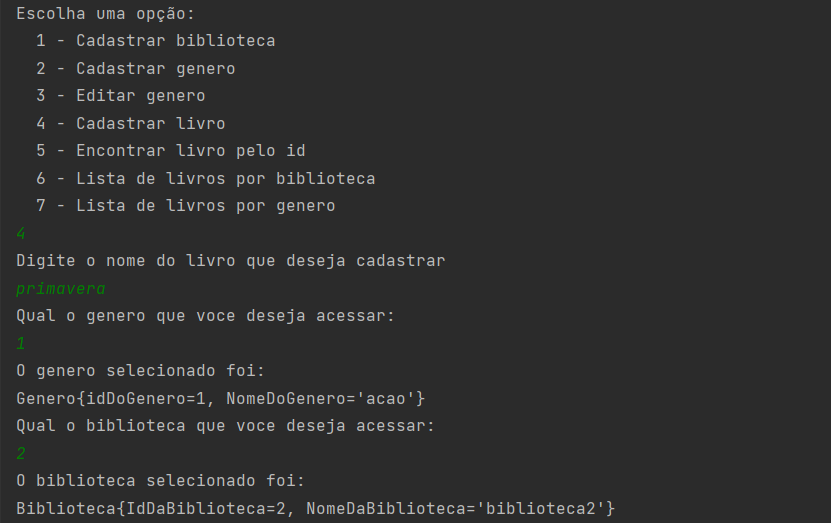 Escolha uma opção:
1 - Cadastrar biblioteca
2 - Cadastrar genero
3 - Editar genero
4 - Cadastrar livro
5 - Encontrar livro pelo id
6 - Lista de livros por biblioteca
7 - Lista de livros por genero
4
Digite o nome do livro que deseja cadastrar
primavera
Qual o genero que voce deseja acessar:
1
O genero selecionado foi:
Genero{idDoGenero=1, NomeDoGenero='acao'}
Qual o biblioteca que voce deseja acessar:
2
O biblioteca selecionado foi:
Biblioteca{IdDaBiblioteca=2, NomeDaBiblioteca='biblioteca2'}